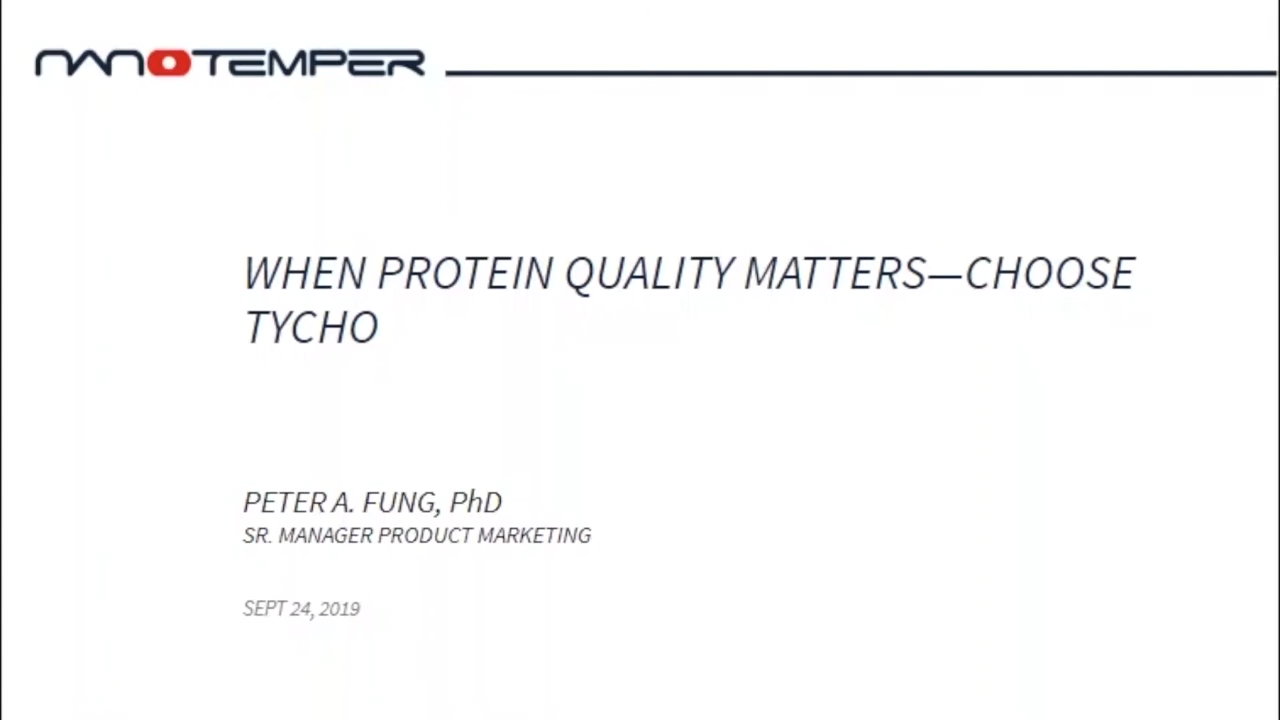 NANOTEMPER
WHEN PROTEIN QUALITY MATTERS—CHOOSE
TYCHO
PETER A. FUNG, PhD
SR. MANAGER PRODUCT MARKETING
SEPT 24, 2019